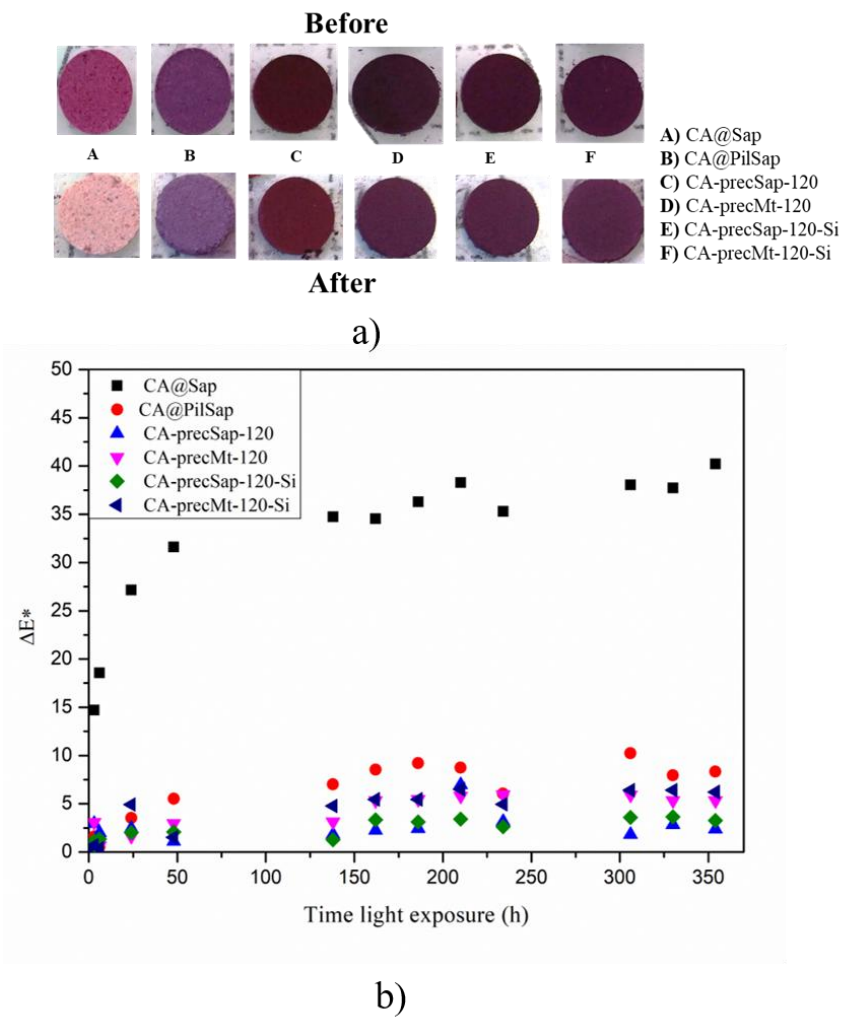 Before
A B C D E F
A) CA@Sap
B) CA@PilSap
C) CA-precSap-120
D) CA-precMt-120
E) CA-precSap-120-Si
F) CA-precMt-120-Si
After
a)
50
45
40
35
30
25
20
15
10
5
0
ΔE*
CA@Sap
CA@PilSap
CA-precSap-120
CA-precMt-120
CA-precSap-120-Si
CA-precMt-120-Si
0 50 100 150 200 250 300 350
Time light exposure (h)
b)